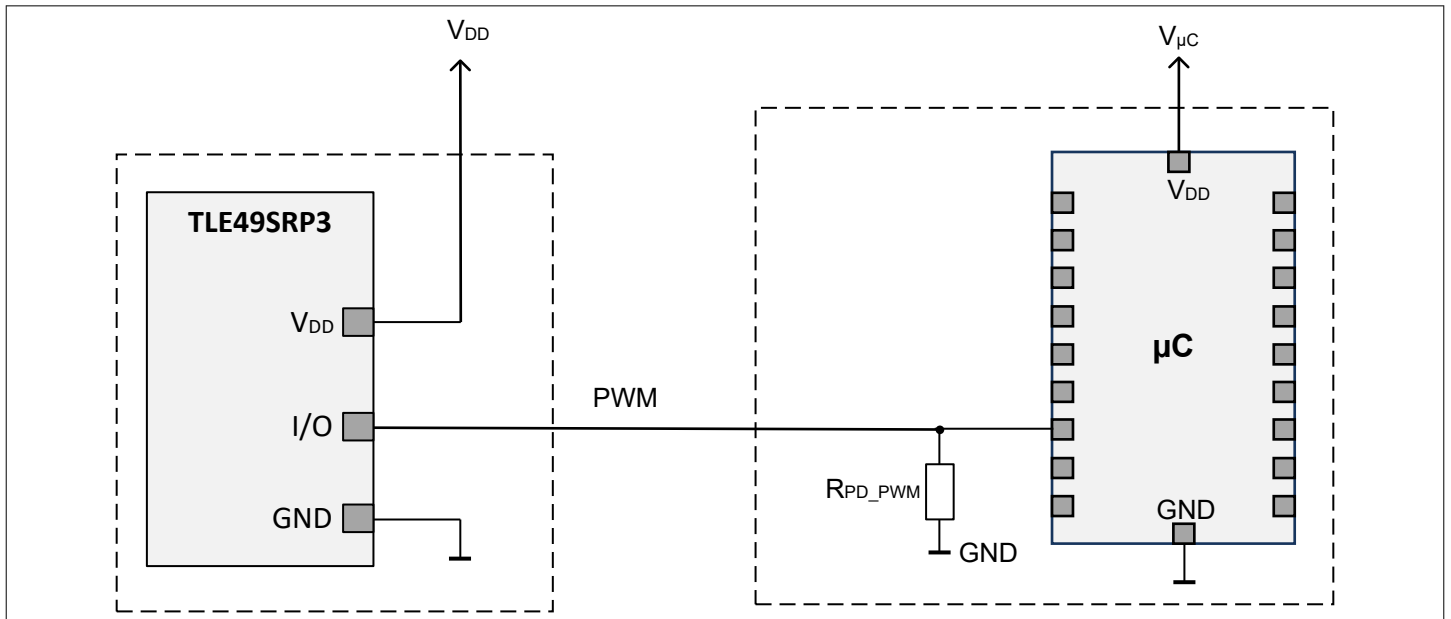 VDD
VµC
TLE49SRP3
VDD
I/O
GND
PWM
RPD_PWM
GND
VDD
µC
GND